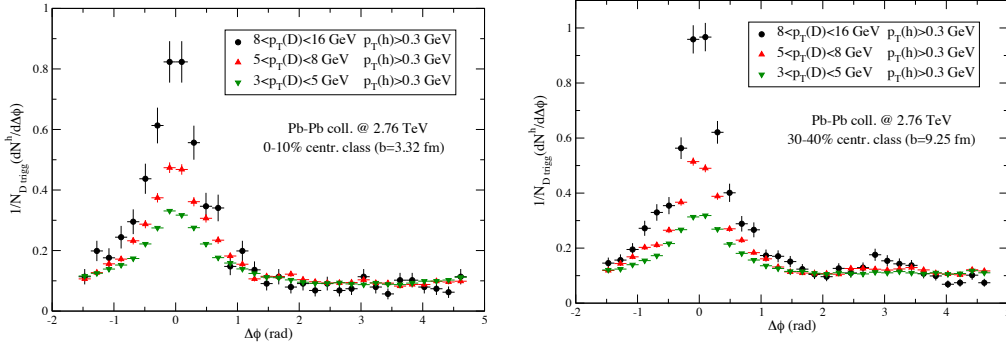 8<p_T(D)<16 GeV p_T(h)>0.3 GeV
5<p_T(D)<8 GeV p_T(h)>0.3 GeV
3<p_T(D)<5 GeV p_T(h)>0.3 GeV
Pb-Pb coll. @ 2.76 TeV
0-10% centr. class (b=3.32 fm)
1/N_{D trigg}(dN^h/dΔϕ)
0.8
0.6
0.4
0.2
0
-2 -1 0 1 2 3 4 5
Δϕ (rad)
8<p_T(D)<16 GeV p_T(h)>0.3 GeV
5<p_T(D)<8 GeV p_T(h)>0.3 GeV
3<p_T(D)<5 GeV p_T(h)>0.3 GeV
Pb-Pb coll. @ 2.76 TeV
30-40% centr. class (b=9.25 fm)
1/N_{D trigg}(dN^h/dΔϕ)
1
0.8
0.6
0.4
0.2
0
-2 -1 0 1 2 3 4 5
Δϕ (rad)